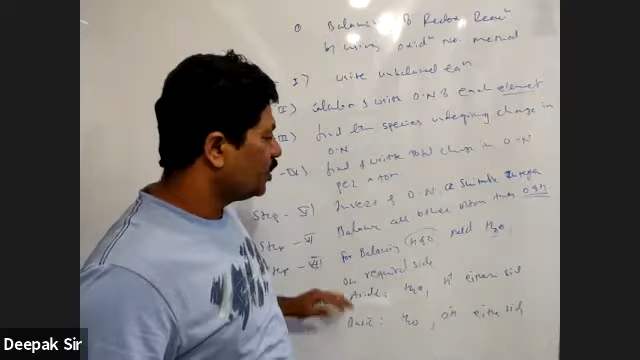 Balancing of Redox Reacⁿ
by using oxidⁿ No. method
I) write unbalanced eqn
II) calculate & write O.N of each element
III) find the species undergoing change in
O.N
IV) find & write total change in O.N
per atom.
Step - V) O.N. Suitable integer
Step - VI Balance all other atom than O & H
Step - VII for Balancing H & O add H₂O,
on required side
Acidic: H₂O, H⁺ either side
Basic: H₂O, OH⁻ either side
Deepak Sir